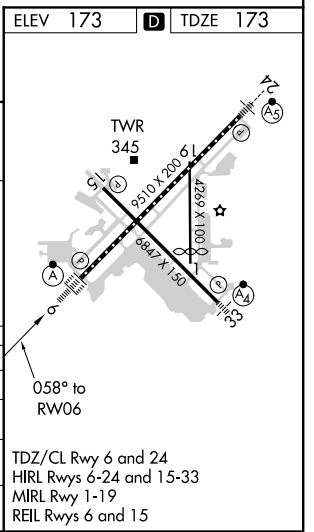 ELEV 173 D TDZE 173
TWR
345
24
A5
P
19
9510 X 200
15
P
4269 X 100
6847 X 150
1
P
A
P
A4
33
6
058° to
RW06
TDZ/CL Rwy 6 and 24
HIRL Rwys 6-24 and 15-33
MIRL Rwy 1-19
REIL Rwys 6 and 15